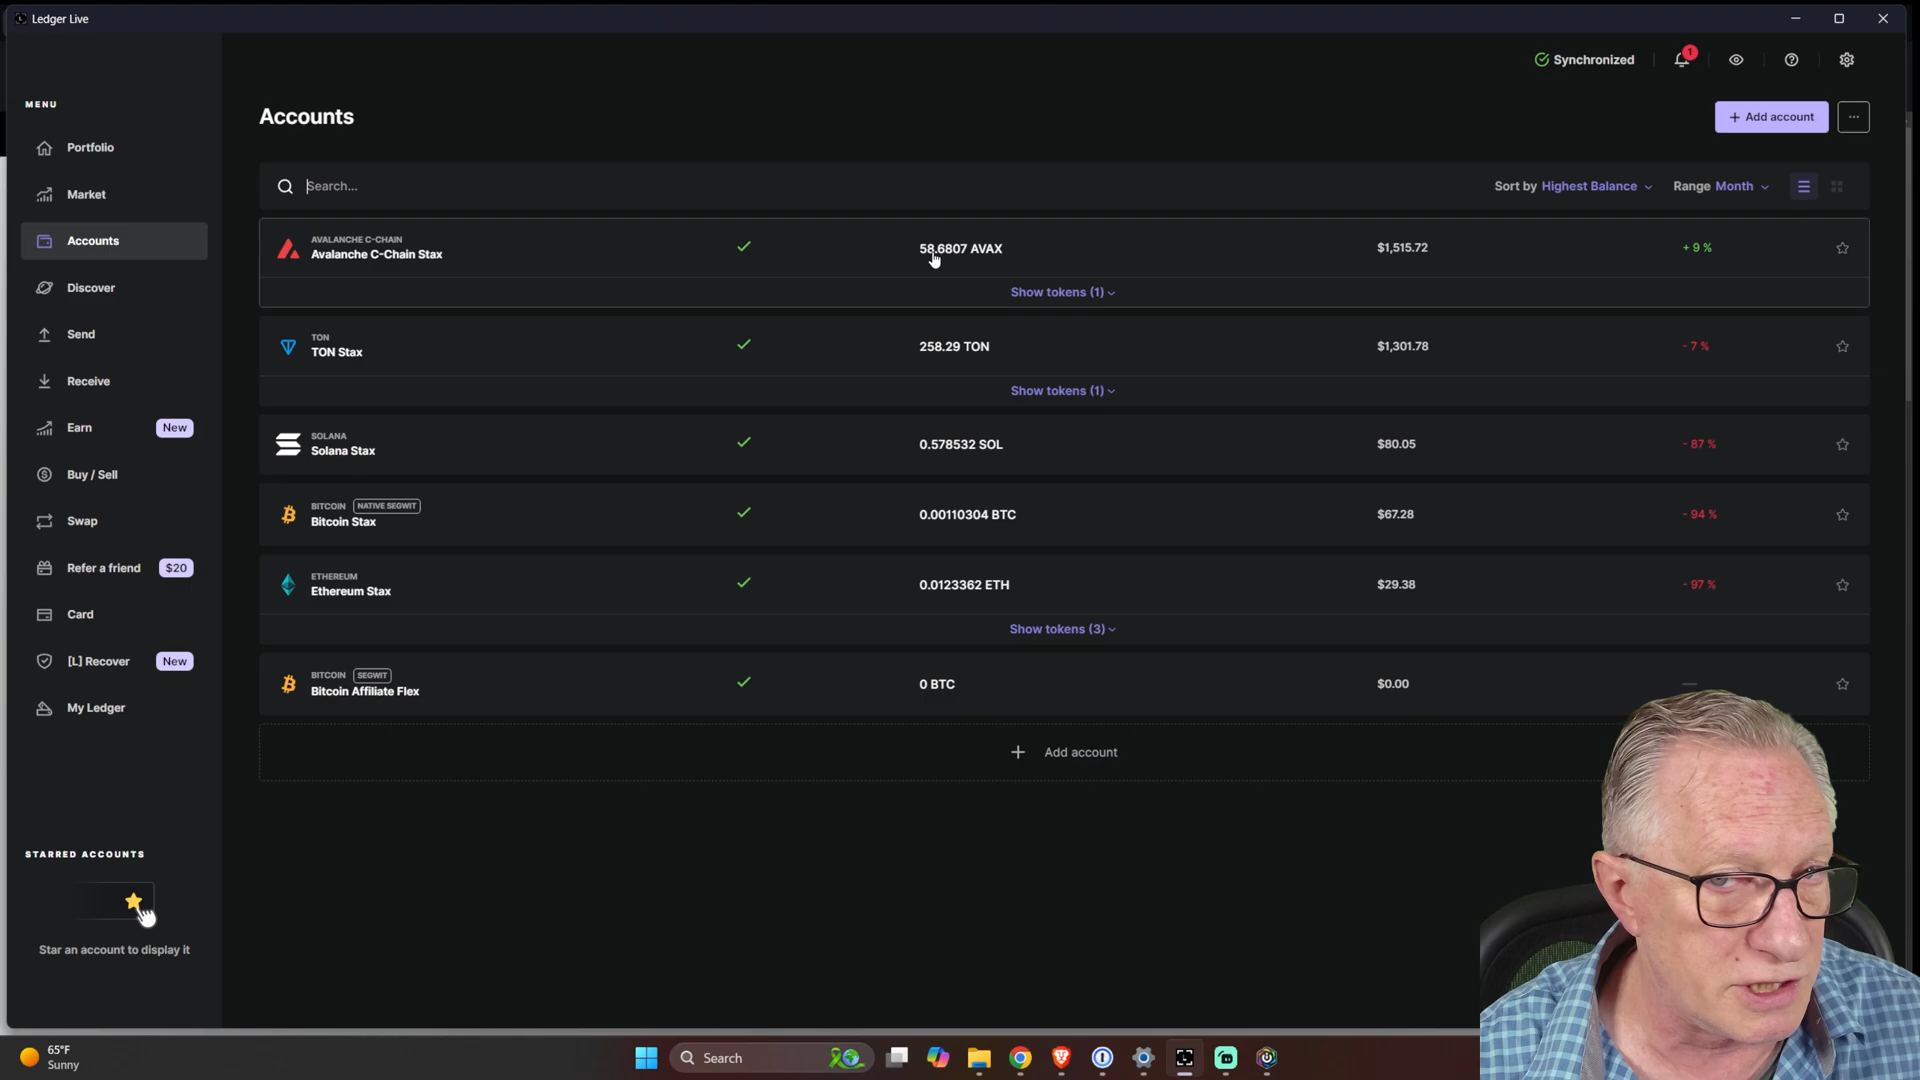 Ledger Live
Synchronized
1
MENU
Portfolio
Market
Accounts
Discover
Send
Receive
Earn New
Buy / Sell
Swap
Refer a friend $20
Card
[L] Recover New
My Ledger
STARRED ACCOUNTS
Star an account to display it
Accounts
+ Add account
...
Search...
Sort by Highest Balance
Range Month
AVALANCHE C-CHAIN
Avalanche C-Chain Stax
58.6807 AVAX
$1,515.72
+ 9 %
Show tokens (1)
TON
TON Stax
258.29 TON
$1,301.78
- 7 %
Show tokens (1)
SOLANA
Solana Stax
0.578532 SOL
$80.05
- 87 %
BITCOIN NATIVE SEGWIT
Bitcoin Stax
0.00110304 BTC
$67.28
- 94 %
ETHEREUM
Ethereum Stax
0.0123362 ETH
$29.38
- 97 %
Show tokens (3)
BITCOIN SEGWIT
Bitcoin Affiliate Flex
0 BTC
$0.00
—
+ Add account
65°F
Sunny
Search